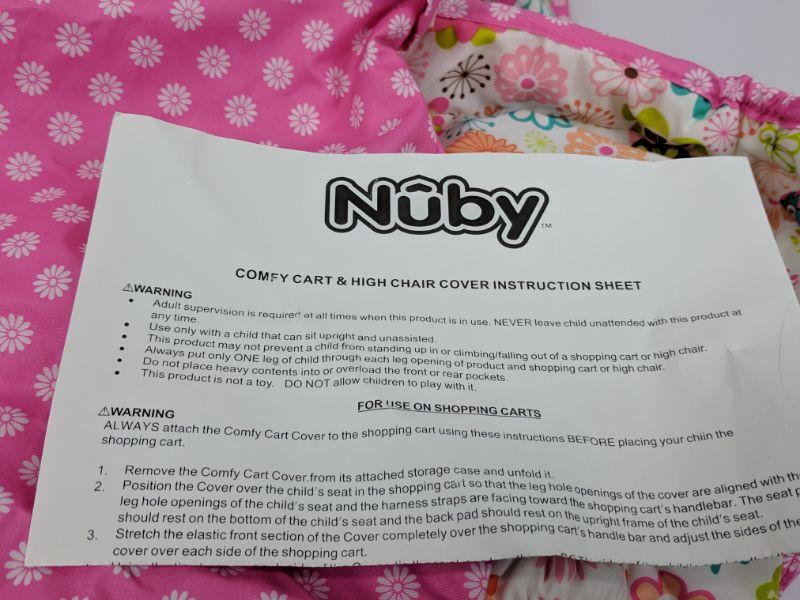 Nûby™
COMFY CART & HIGH CHAIR COVER INSTRUCTION SHEET
⚠WARNING
• Adult supervision is required at all times when this product is in use. NEVER leave child unattended with this product at
any time.
• Use only with a child that can sit upright and unassisted.
• This product may not prevent a child from standing up in or climbing/falling out of a shopping cart or high chair.
• Always put only ONE leg of child through each leg opening of product and shopping cart or high chair.
• Do not place heavy contents into or overload the front or rear pockets.
• This product is not a toy. DO NOT allow children to play with it.
FOR USE ON SHOPPING CARTS
⚠WARNING
ALWAYS attach the Comfy Cart Cover to the shopping cart using these instructions BEFORE placing your chiin the
shopping cart.
1. Remove the Comfy Cart Cover from its attached storage case and unfold it.
2. Position the Cover over the child's seat in the shopping cart so that the leg hole openings of the cover are aligned with th
leg hole openings of the child's seat and the harness straps are facing toward the shopping cart's handlebar. The seat p
should rest on the bottom of the child's seat and the back pad should rest on the upright frame of the child's seat.
3. Stretch the elastic front section of the Cover completely over the shopping cart's handle bar and adjust the sides of the
cover over each side of the shopping cart.